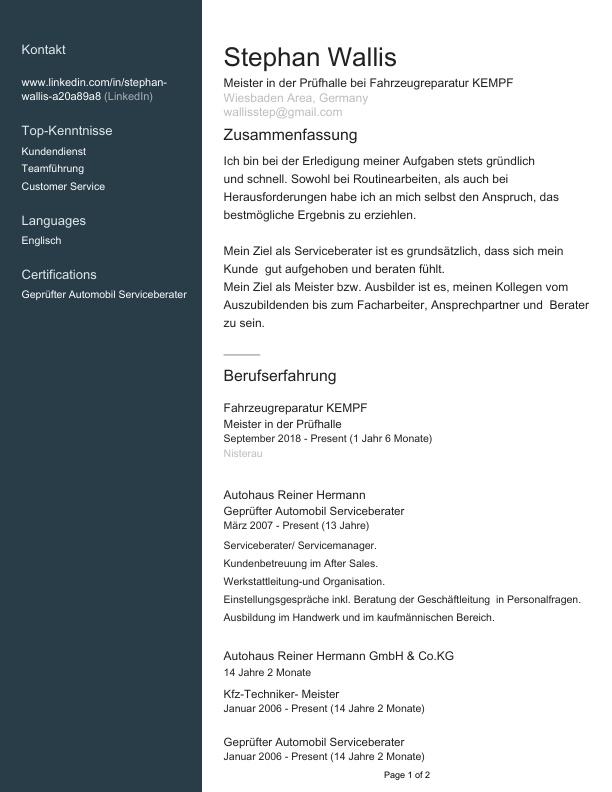 Kontakt
www.linkedin.com/in/stephan-
wallis-a20a89a8 (LinkedIn)
Top-Kenntnisse
Kundendienst
Teamführung
Customer Service
Languages
Englisch
Certifications
Geprüfter Automobil Serviceberater
Stephan Wallis
Meister in der Prüfhalle bei Fahrzeugreparatur KEMPF
Wiesbaden Area, Germany
wallisstep@gmail.com
Zusammenfassung
Ich bin bei der Erledigung meiner Aufgaben stets gründlich
und schnell. Sowohl bei Routinearbeiten, als auch bei
Herausforderungen habe ich an mich selbst den Anspruch, das
bestmögliche Ergebnis zu erziehlen.
Mein Ziel als Serviceberater ist es grundsätzlich, dass sich mein
Kunde  gut aufgehoben und beraten fühlt.
Mein Ziel als Meister bzw. Ausbilder ist es, meinen Kollegen vom
Auszubildenden bis zum Facharbeiter, Ansprechpartner und  Berater
zu sein.
Berufserfahrung
Fahrzeugreparatur KEMPF
Meister in der Prüfhalle
September 2018 - Present (1 Jahr 6 Monate)
Nisterau
Autohaus Reiner Hermann
Geprüfter Automobil Serviceberater
März 2007 - Present (13 Jahre)
Serviceberater/ Servicemanager.
Kundenbetreuung im After Sales.
Werkstattleitung-und Organisation.
Einstellungsgespräche inkl. Beratung der Geschäftleitung  in Personalfragen.
Ausbildung im Handwerk und im kaufmännischen Bereich.
Autohaus Reiner Hermann GmbH & Co.KG
14 Jahre 2 Monate
Kfz-Techniker- Meister
Januar 2006 - Present (14 Jahre 2 Monate)
Geprüfter Automobil Serviceberater
Januar 2006 - Present (14 Jahre 2 Monate)
Page 1 of 2